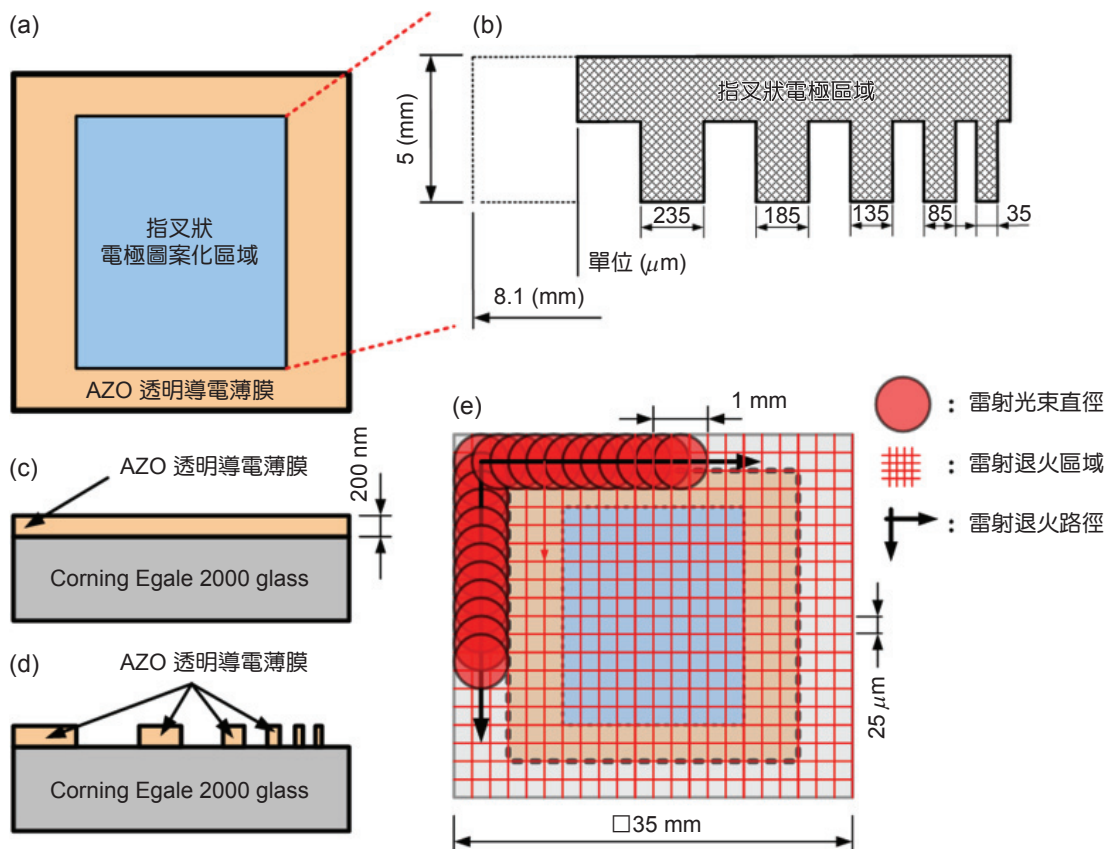 (a)
指叉狀
電極圖案化區域
AZO 透明導電薄膜
(b)
指叉狀電極區域
5 (mm)
235
185
135
85
35
單位 (μm)
8.1 (mm)
(c)
AZO 透明導電薄膜
200 nm
Corning Egale 2000 glass
(d)
AZO 透明導電薄膜
Corning Egale 2000 glass
(e)
1 mm
25 μm
□35 mm
：雷射光束直徑
：雷射退火區域
：雷射退火路徑